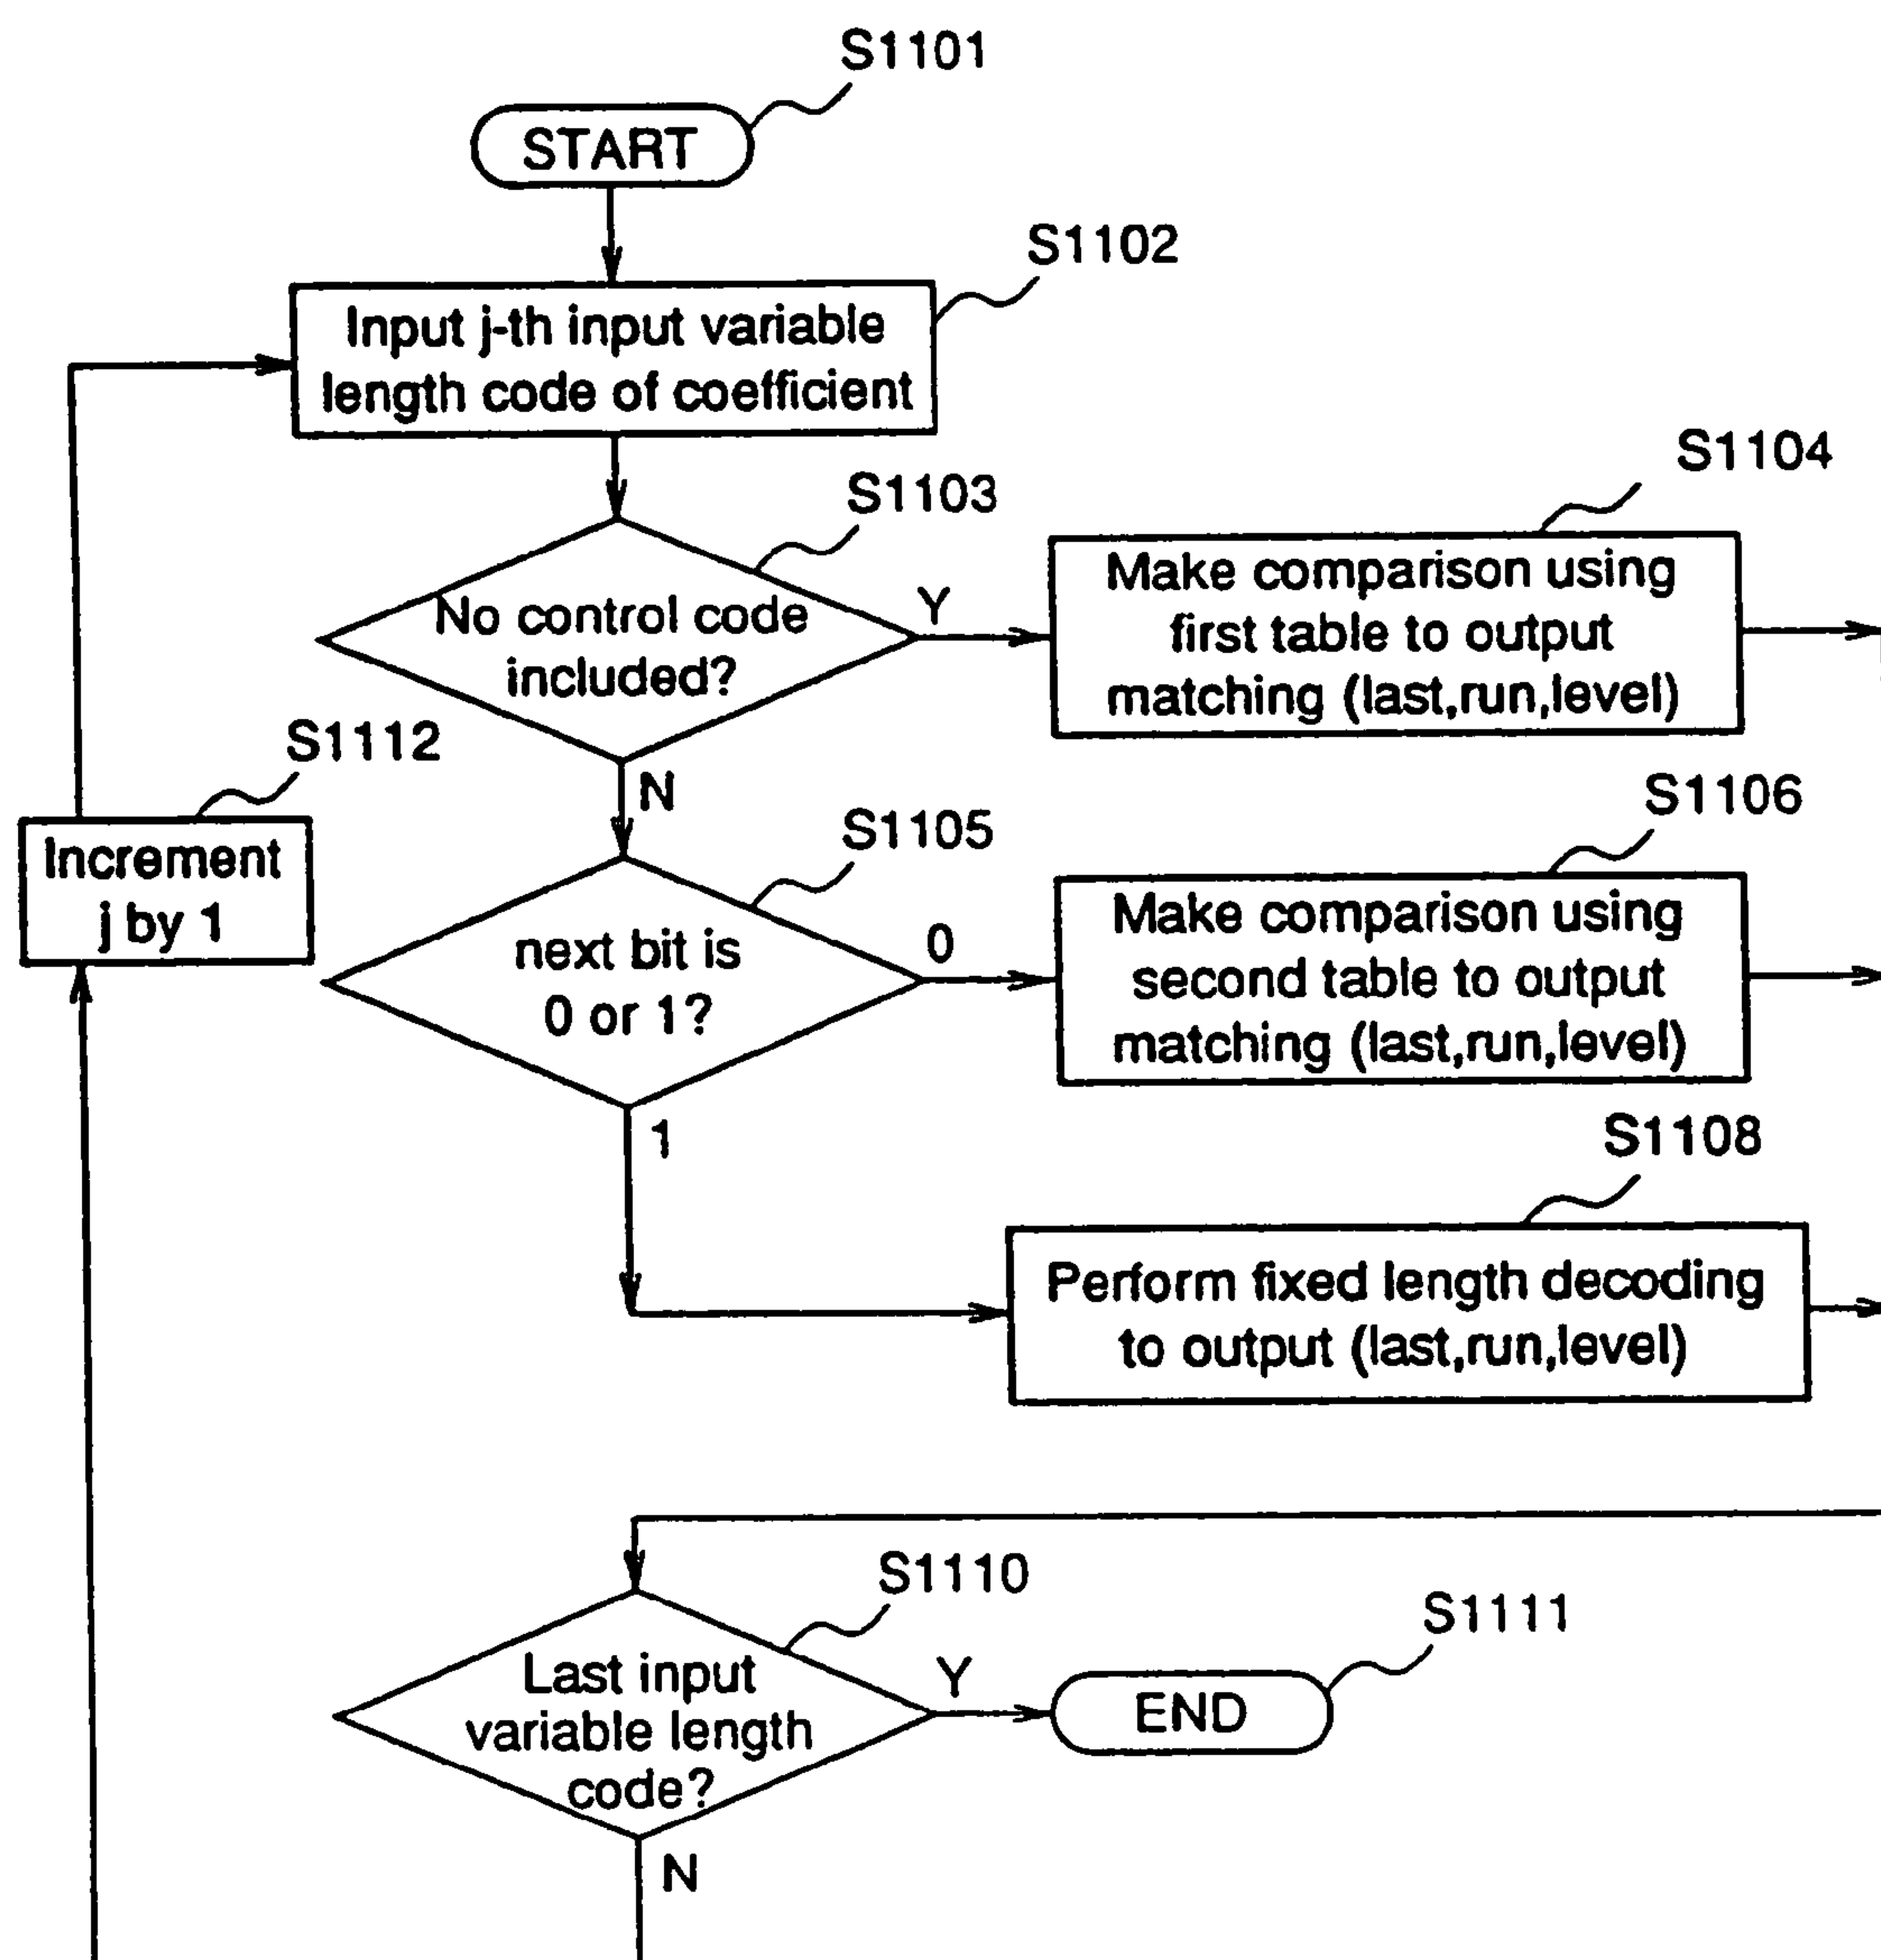 S1101
START
S1102
Input j-th input variable
length code of coefficient
S1103
No control code
included?
Y
N
S1104
Make comparison using
first table to output
matching (last,run,level)
S1112
Increment
j by 1
S1105
next bit is
0 or 1?
0
1
S1106
Make comparison using
second table to output
matching (last,run,level)
S1108
Perform fixed length decoding
to output (last,run,level)
S1110
Last input
variable length
code?
Y
N
S1111
END